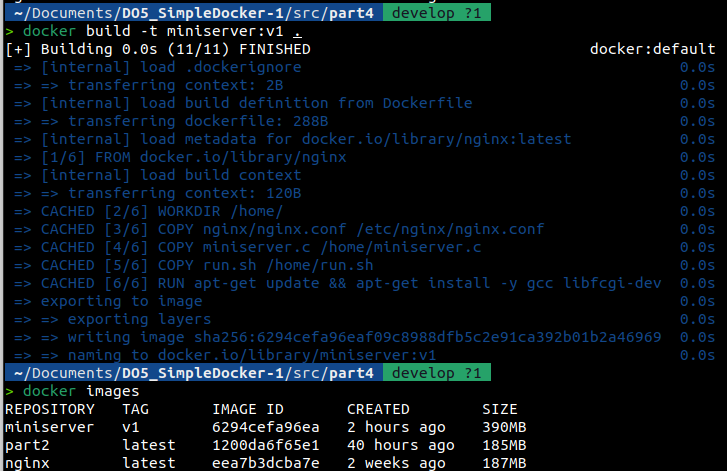 ~/Documents/DO5_SimpleDocker-1/src/part4 develop ?1
> docker build -t miniserver:v1 .
[+] Building 0.0s (11/11) FINISHED docker:default
=> [internal] load .dockerignore 0.0s
=> => transferring context: 2B 0.0s
=> [internal] load build definition from Dockerfile 0.0s
=> => transferring dockerfile: 288B 0.0s
=> [internal] load metadata for docker.io/library/nginx:latest 0.0s
=> [1/6] FROM docker.io/library/nginx 0.0s
=> [internal] load build context 0.0s
=> => transferring context: 120B 0.0s
=> CACHED [2/6] WORKDIR /home/ 0.0s
=> CACHED [3/6] COPY nginx/nginx.conf /etc/nginx/nginx.conf 0.0s
=> CACHED [4/6] COPY miniserver.c /home/miniserver.c 0.0s
=> CACHED [5/6] COPY run.sh /home/run.sh 0.0s
=> CACHED [6/6] RUN apt-get update && apt-get install -y gcc libfcgi-dev 0.0s
=> exporting to image 0.0s
=> => exporting layers 0.0s
=> => writing image sha256:6294cefa96eaf09c8988dfb5c2e91ca392b01b2a46969 0.0s
=> => naming to docker.io/library/miniserver:v1 0.0s
~/Documents/DO5_SimpleDocker-1/src/part4 develop ?1
> docker images
REPOSITORY TAG IMAGE ID CREATED SIZE
miniserver v1 6294cefa96ea 2 hours ago 390MB
part2 latest 1200da6f65e1 40 hours ago 185MB
nginx latest eea7b3dcba7e 2 weeks ago 187MB